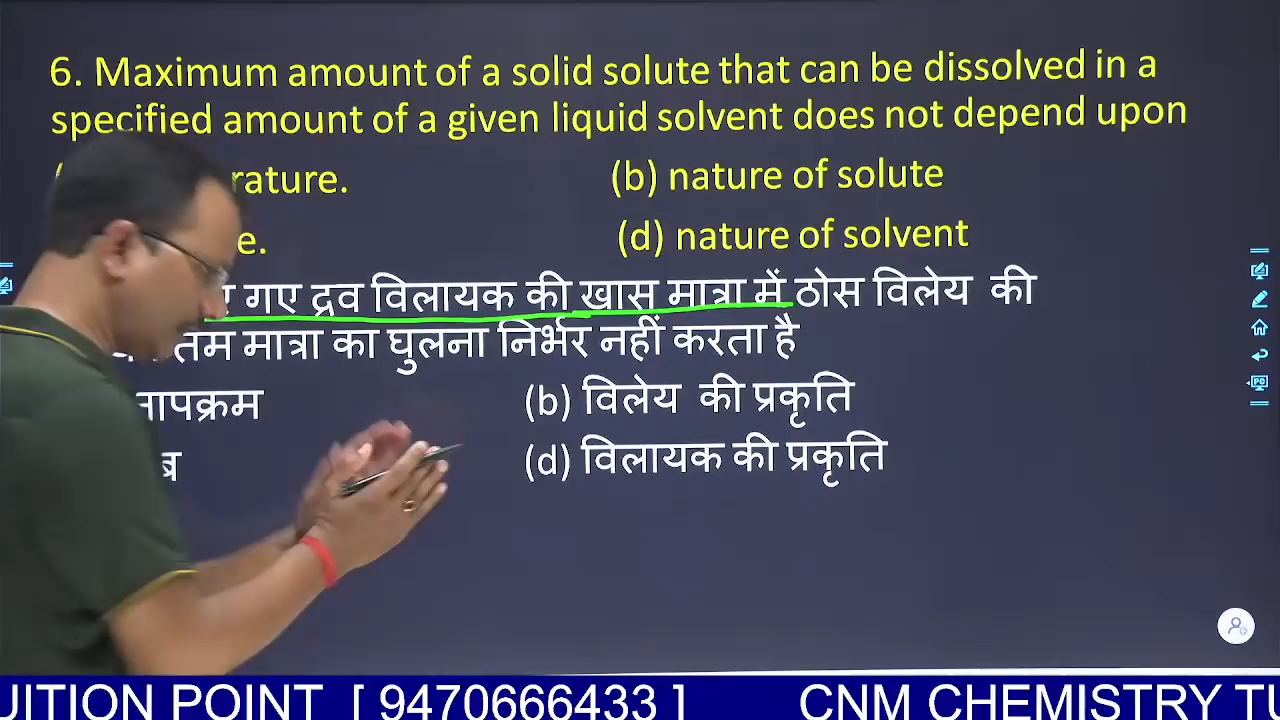 6. Maximum amount of a solid solute that can be dissolved in a
specified amount of a given liquid solvent does not depend upon
rature. (b) nature of solute
e. (d) nature of solvent
गए द्रव विलायक की खास मात्रा में ठोस विलेय की
तम मात्रा का घुलना निर्भर नहीं करता है
तापक्रम (b) विलेय की प्रकृति
ब (d) विलायक की प्रकृति
UITION POINT [ 9470666433 ] CNM CHEMISTRY TU